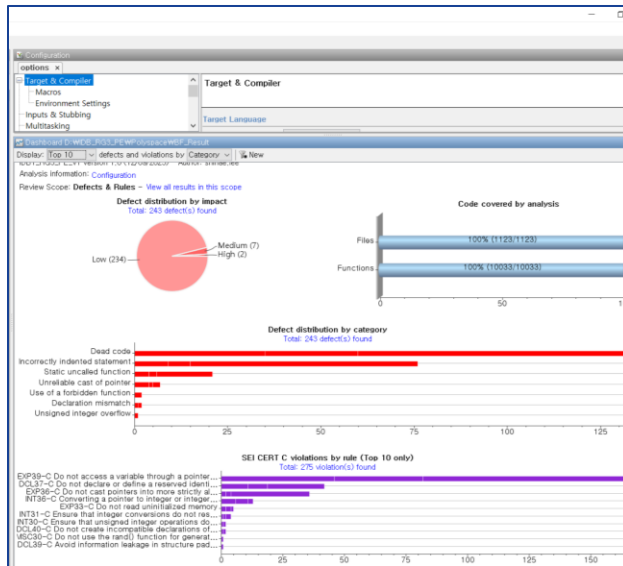 Configuration
options ×
Target & Compiler
Macros
Environment Settings
Inputs & Stubbing
Multitasking
Target & Compiler
Target Language
Display: Top 10 defects and violations by Category New
Analysis information: Configuration
Review Scope: Defects & Rules - View all results in this scope
Defect distribution by impact
Total: 243 defect(s) found
Medium (7)
High (2)
Low (234)
Code covered by analysis
Files
100% (1123/1123)
Functions
100% (10033/10033)
0
50
Defect distribution by category
Total: 243 defect(s) found
Dead code
Incorrectly indented statement
Static uncalled function
Unreliable cast of pointer
Use of a forbidden function
Declaration mismatch
Unsigned integer overflow
0 25 50 75 100 125
SEI CERT C violations by rule (Top 10 only)
Total: 275 violation(s) found
EXP39-C Do not access a variable through a pointer ...
DCL37-C Do not declare or define a reserved identi...
EXP36-C Do not cast pointers into more strictly al...
INT36-C Converting a pointer to integer or integer...
EXP33-C Do not read uninitialized memory
INT31-C Ensure that integer conversions do not res...
INT30-C Ensure that unsigned integer operations do...
DCL40-C Do not create incompatible declarations of...
MSC30-C Do not use the rand() function for generat...
DCL39-C Avoid information leakage in structure pad...
0 25 50 75 100 125 150